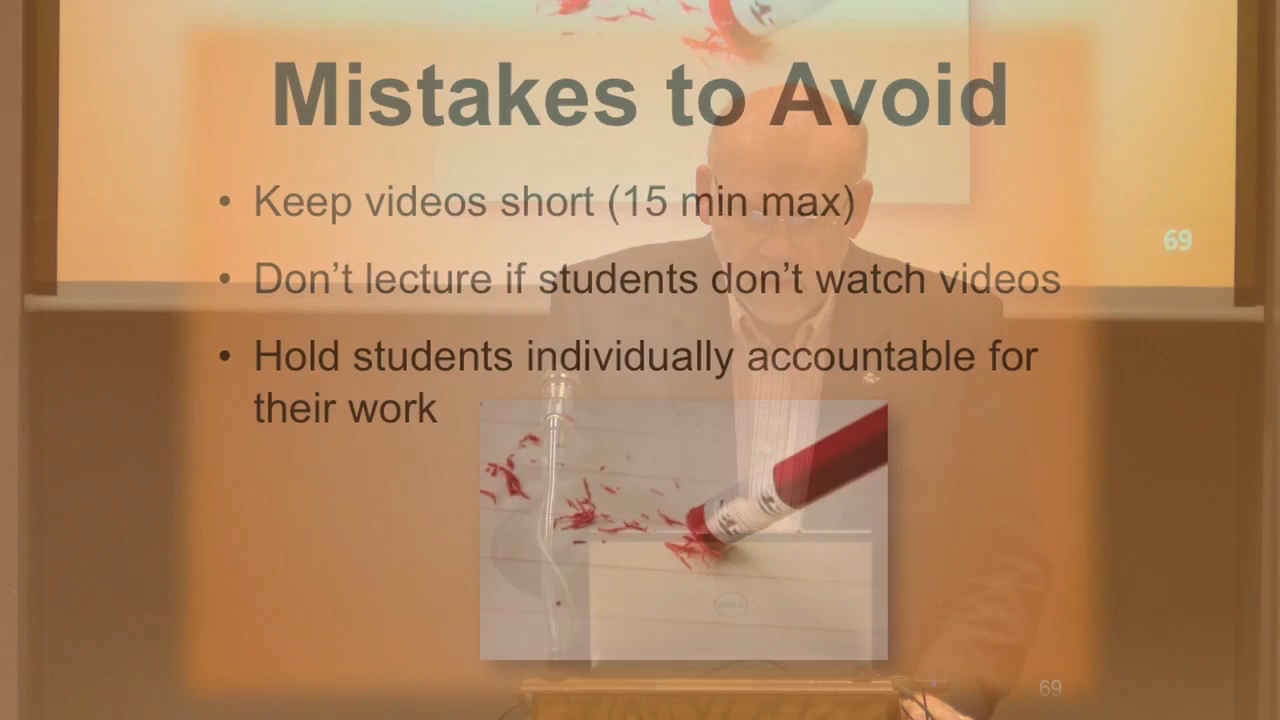 Mistakes to Avoid
• Keep videos short (15 min max)
69
• Don’t lecture if students don’t watch videos
• Hold students individually accountable for
their work
DELL
69